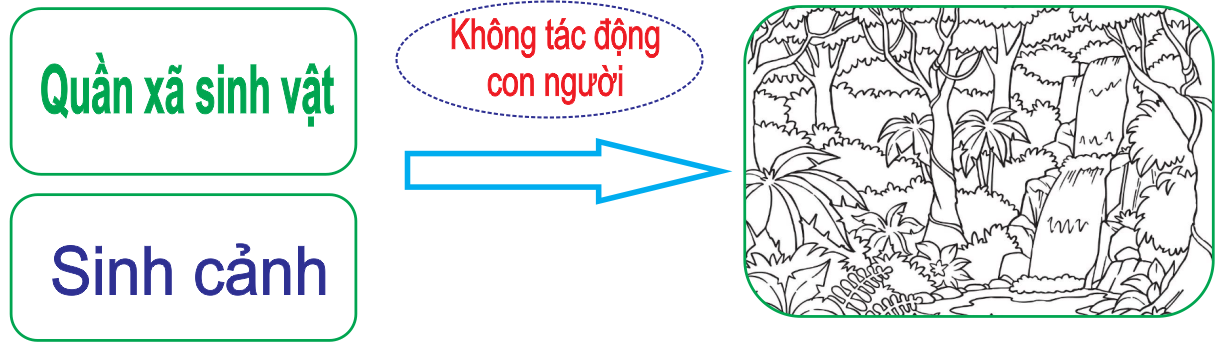 Quần xã sinh vật
Không tác động
con người
Sinh cảnh